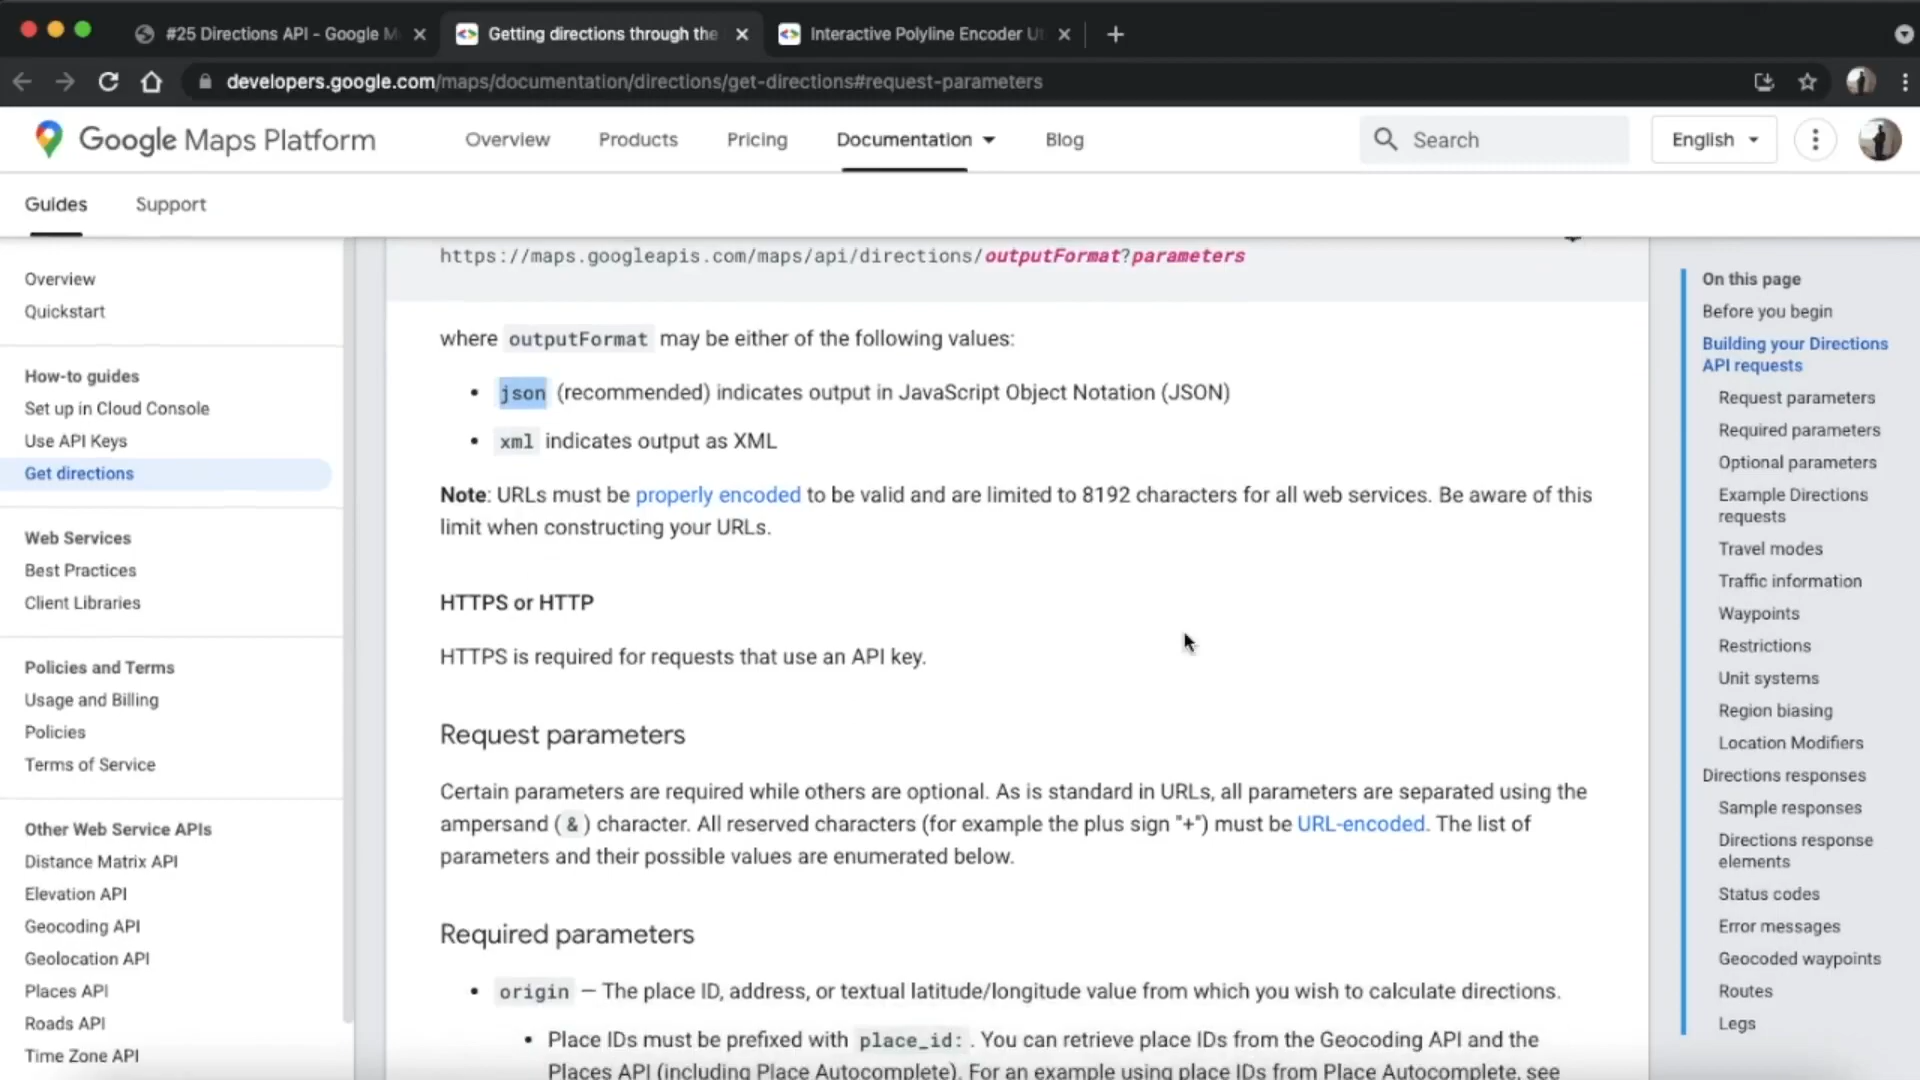 #25 Directions API - Google M
Getting directions through the
Interactive Polyline Encoder Ut
developers.google.com/maps/documentation/directions/get-directions#request-parameters
Google Maps Platform
Overview
Products
Pricing
Documentation
Blog
Search
English
Guides
Support
Overview
Quickstart
How-to guides
Set up in Cloud Console
Use API Keys
Get directions
Web Services
Best Practices
Client Libraries
Policies and Terms
Usage and Billing
Policies
Terms of Service
Other Web Service APIs
Distance Matrix API
Elevation API
Geocoding API
Geolocation API
Places API
Roads API
Time Zone API
https://maps.googleapis.com/maps/api/directions/outputFormat?parameters
where outputFormat may be either of the following values:
• json (recommended) indicates output in JavaScript Object Notation (JSON)
• xml indicates output as XML
Note: URLs must be properly encoded to be valid and are limited to 8192 characters for all web services. Be aware of this
limit when constructing your URLs.
HTTPS or HTTP
HTTPS is required for requests that use an API key.
Request parameters
Certain parameters are required while others are optional. As is standard in URLs, all parameters are separated using the
ampersand (&) character. All reserved characters (for example the plus sign "+") must be URL-encoded. The list of
parameters and their possible values are enumerated below.
Required parameters
• origin — The place ID, address, or textual latitude/longitude value from which you wish to calculate directions.
• Place IDs must be prefixed with place_id: . You can retrieve place IDs from the Geocoding API and the
Places API (including Place Autocomplete). For an example using place IDs from Place Autocomplete, see
On this page
Before you begin
Building your Directions
API requests
Request parameters
Required parameters
Optional parameters
Example Directions
requests
Travel modes
Traffic information
Waypoints
Restrictions
Unit systems
Region biasing
Location Modifiers
Directions responses
Sample responses
Directions response
elements
Status codes
Error messages
Geocoded waypoints
Routes
Legs